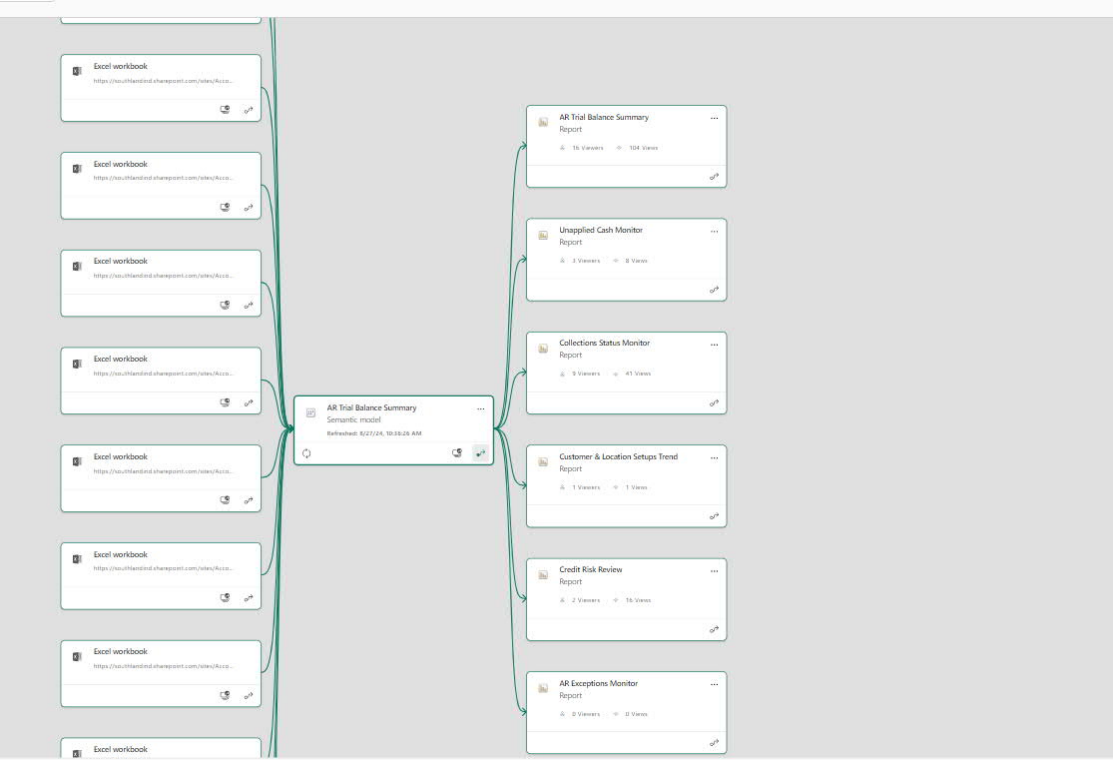 Excel workbook
https://southlandind.sharepoint.com/sites/Acco...
Excel workbook
https://southlandind.sharepoint.com/sites/Acco...
Excel workbook
https://southlandind.sharepoint.com/sites/Acco...
Excel workbook
https://southlandind.sharepoint.com/sites/Acco...
Excel workbook
https://southlandind.sharepoint.com/sites/Acco...
Excel workbook
https://southlandind.sharepoint.com/sites/Acco...
Excel workbook
https://southlandind.sharepoint.com/sites/Acco...
Excel workbook
AR Trial Balance Summary
Semantic model
Refreshed: 8/27/24, 10:38:26 AM
AR Trial Balance Summary
Report
16 Viewers 104 Views
Unapplied Cash Monitor
Report
3 Viewers 8 Views
Collections Status Monitor
Report
9 Viewers 41 Views
Customer & Location Setups Trend
Report
1 Viewers 1 Views
Credit Risk Review
Report
2 Viewers 16 Views
AR Exceptions Monitor
Report
0 Viewers 0 Views